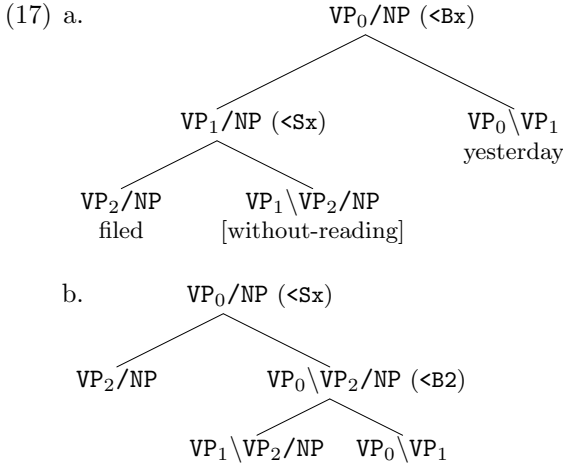 (17) a. VP₀/NP (<Bx)
VP₁/NP (<Sx) VP₀\VP₁
yesterday
VP₂/NP VP₁\VP₂/NP
filed [without-reading]
b. VP₀/NP (<Sx)
VP₂/NP VP₀\VP₂/NP (<B2)
VP₁\VP₂/NP VP₀\VP₁